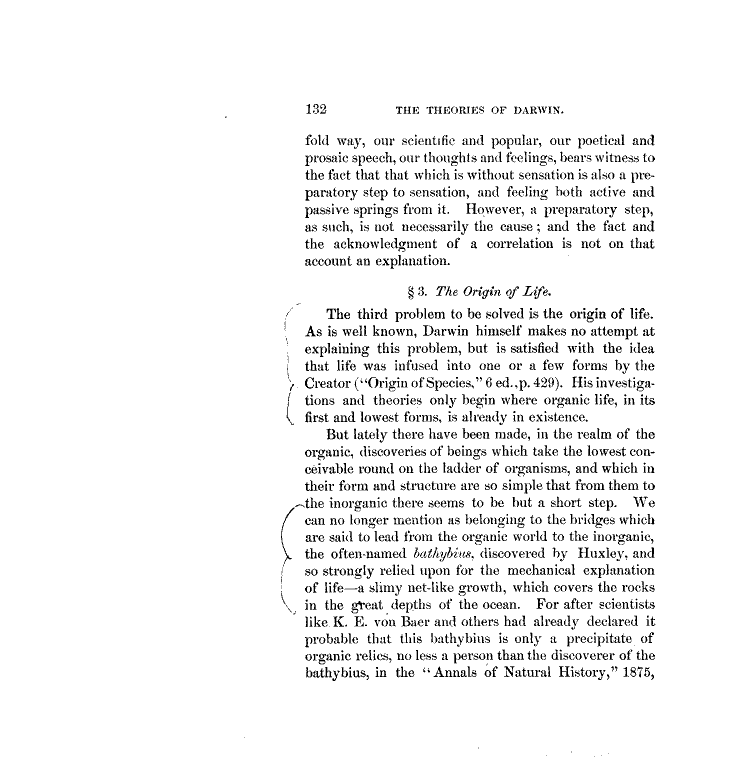 132 THE THEORIES OF DARWIN.
fold way, our scientific and popular, our poetical and
prosaic speech, our thoughts and feelings, bears witness to
the fact that that which is without sensation is also a pre-
paratory step to sensation, and feeling both active and
passive springs from it. However, a preparatory step,
as such, is not necessarily the cause; and the fact and
the acknowledgment of a correlation is not on that
account an explanation.
§ 3. The Origin of Life.
The third problem to be solved is the origin of life.
As is well known, Darwin himself makes no attempt at
explaining this problem, but is satisfied with the idea
that life was infused into one or a few forms by the
Creator ("Origin of Species," 6 ed., p. 429). His investiga-
tions and theories only begin where organic life, in its
first and lowest forms, is already in existence.
But lately there have been made, in the realm of the
organic, discoveries of beings which take the lowest con-
ceivable round on the ladder of organisms, and which in
their form and structure are so simple that from them to
the inorganic there seems to be but a short step. We
can no longer mention as belonging to the bridges which
are said to lead from the organic world to the inorganic,
the often-named bathybius, discovered by Huxley, and
so strongly relied upon for the mechanical explanation
of life—a slimy net-like growth, which covers the rocks
in the great depths of the ocean. For after scientists
like K. E. von Baer and others had already declared it
probable that this bathybius is only a precipitate of
organic relics, no less a person than the discoverer of the
bathybius, in the "Annals of Natural History," 1875,